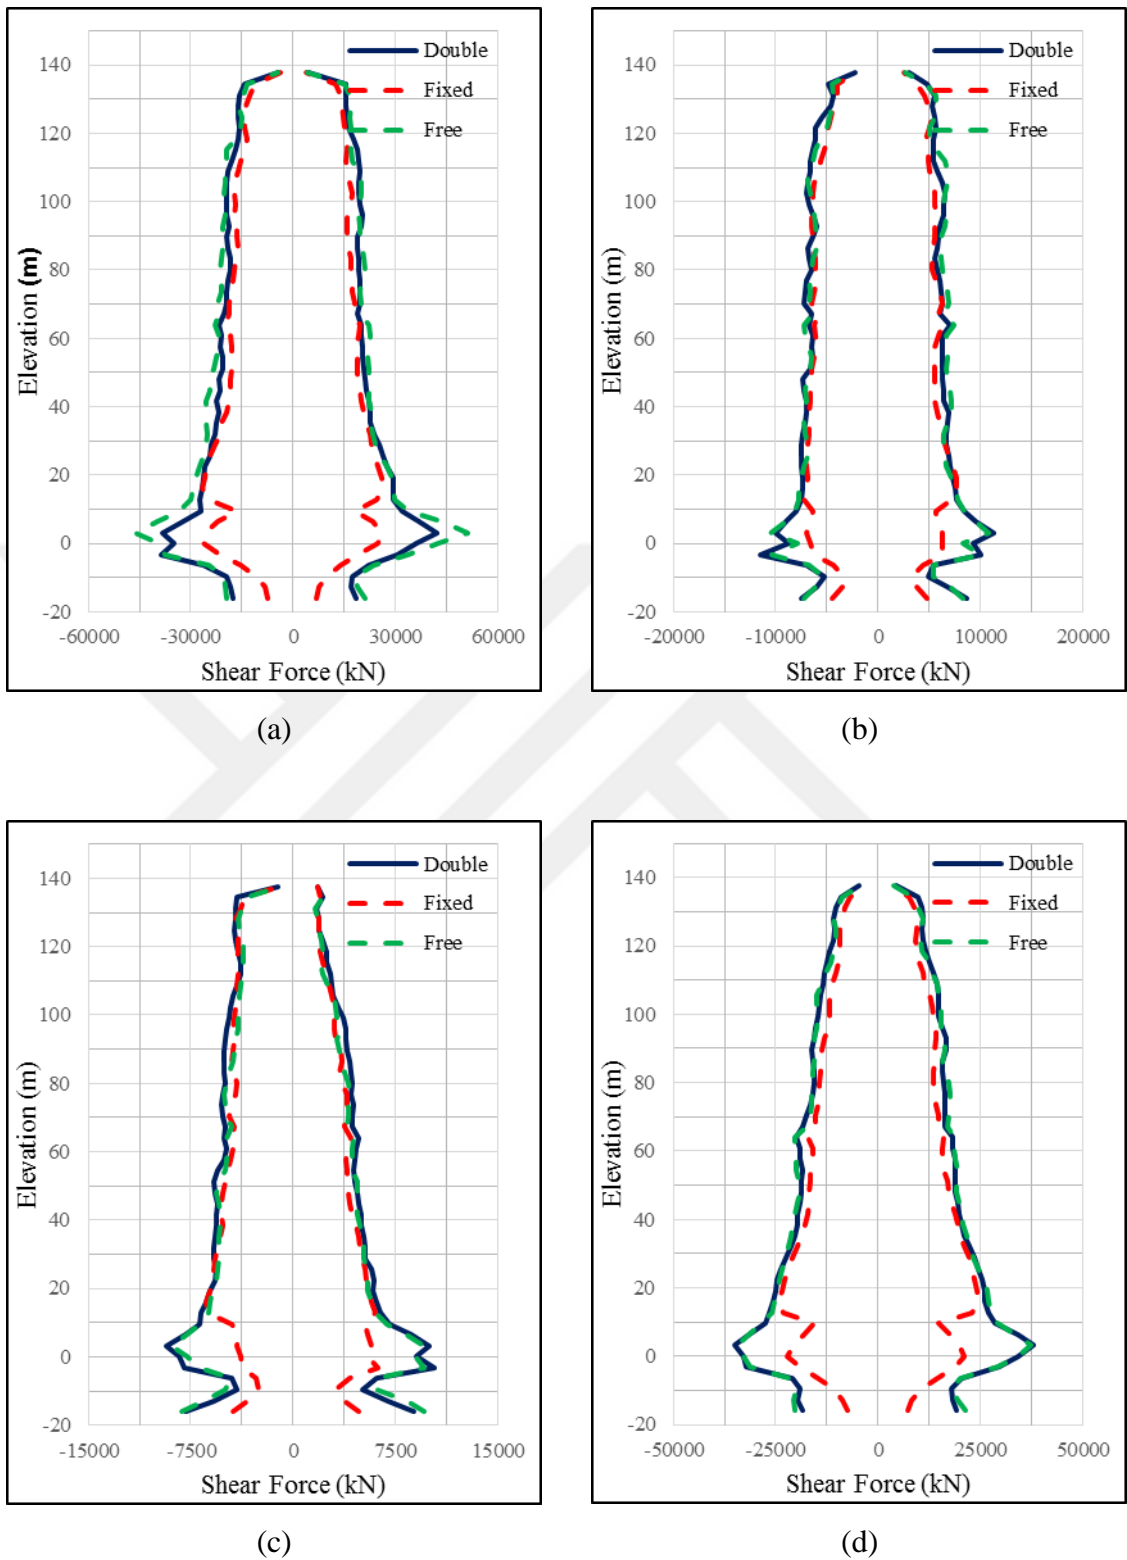 Double
Fixed
Free
140
120
100
80
60
40
20
0
-20
Elevation (m)
-60000 -30000 0 30000 60000
Shear Force (kN)
(a)
Double
Fixed
Free
140
120
100
80
60
40
20
0
-20
Elevation (m)
-20000 -10000 0 10000 20000
Shear Force (kN)
(b)
Double
Fixed
Free
140
120
100
80
60
40
20
0
-20
Elevation (m)
-15000 -7500 0 7500 15000
Shear Force (kN)
(c)
Double
Fixed
Free
140
120
100
80
60
40
20
0
-20
Elevation (m)
-50000 -25000 0 25000 50000
Shear Force (kN)
(d)